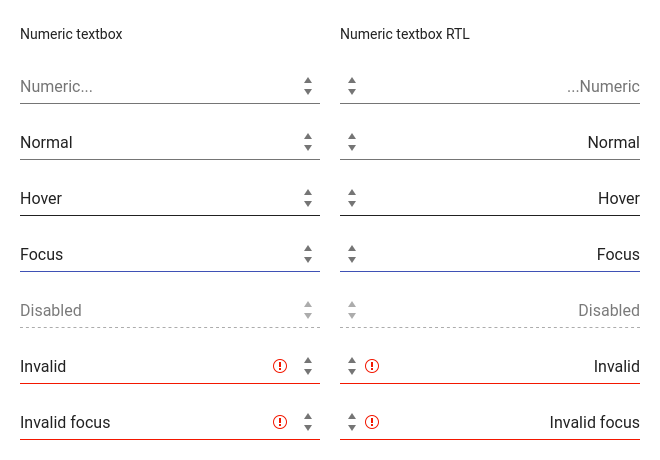 Numeric textbox
Numeric textbox RTL
Numeric...
...Numeric
Normal
Normal
Hover
Hover
Focus
Focus
Disabled
Disabled
Invalid
Invalid
Invalid focus
Invalid focus